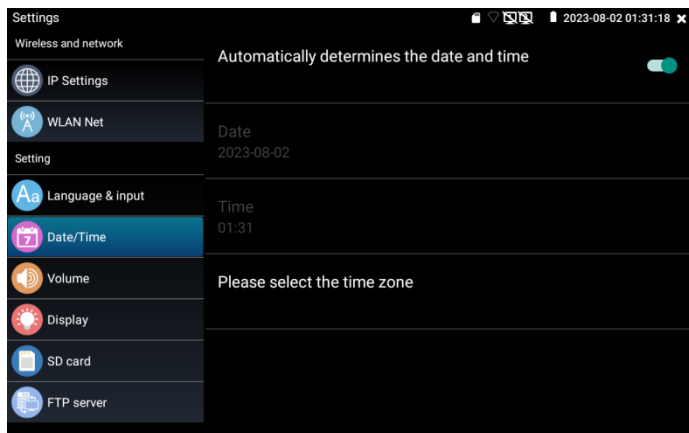 Settings
2023-08-02 01:31:18
Wireless and network
IP Settings
WLAN Net
Setting
Aa
Language & input
7
Date/Time
Volume
Display
SD card
FTP server
Automatically determines the date and time
Date
2023-08-02
Time
01:31
Please select the time zone